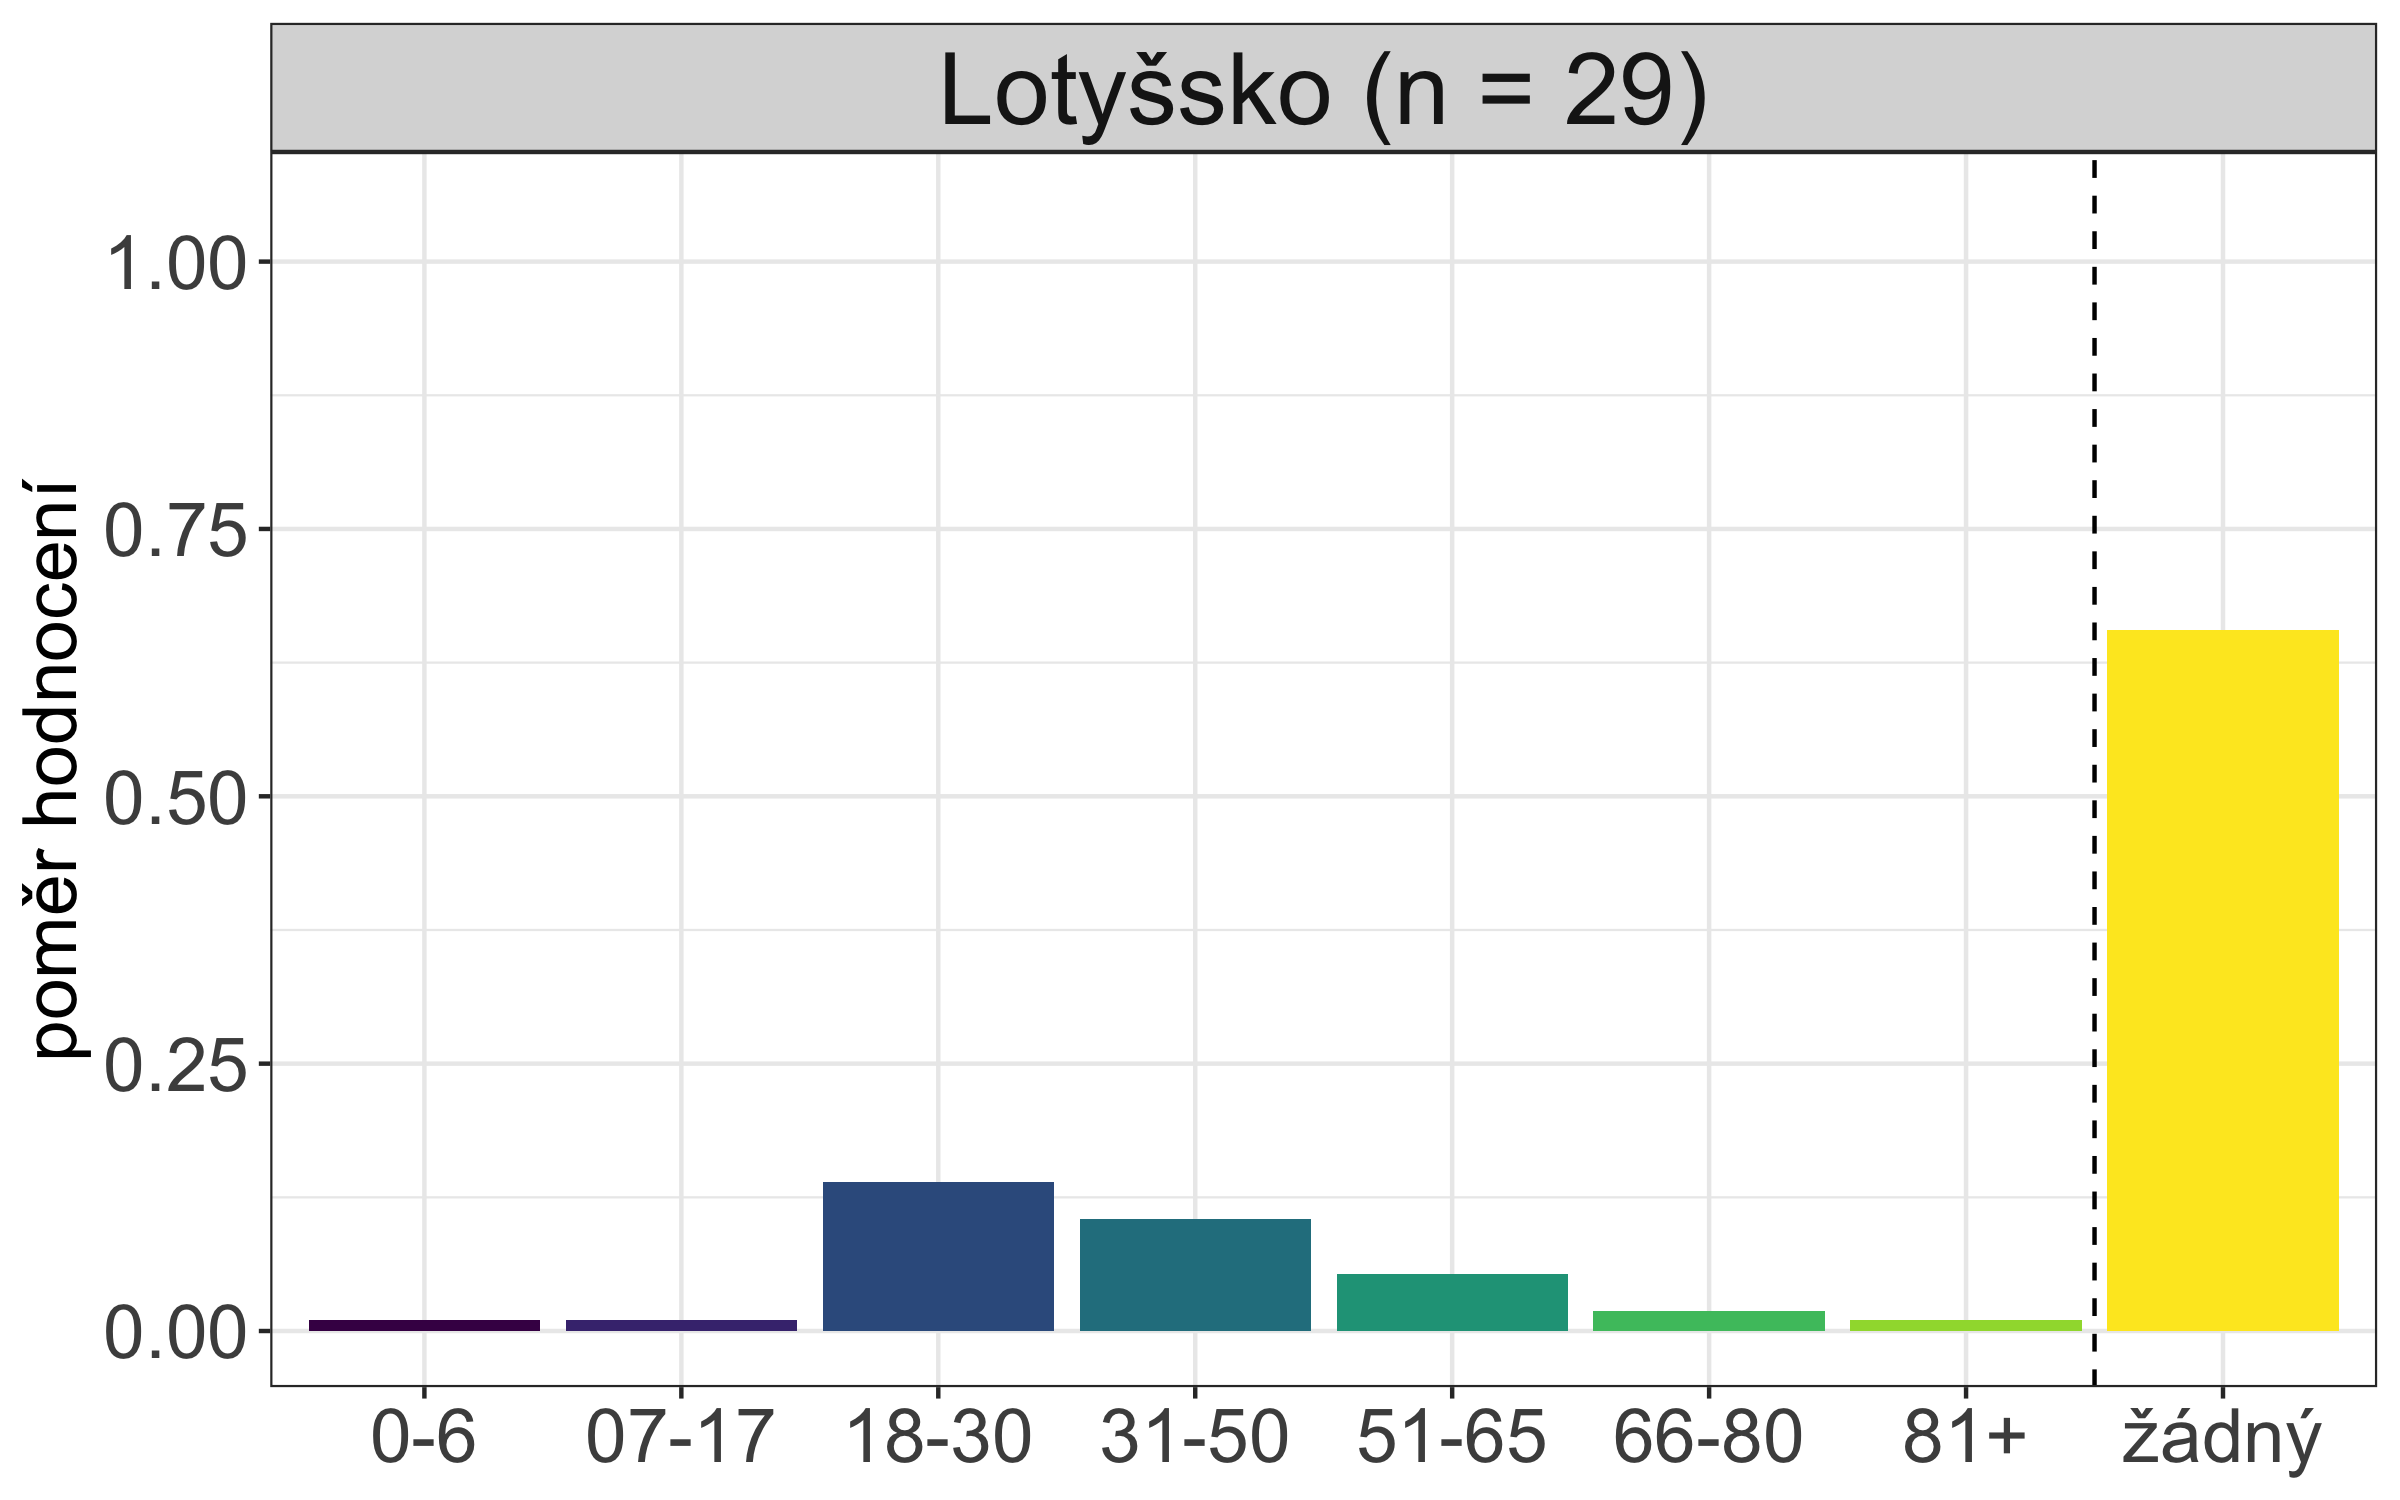 Lotyšsko (n = 29)
poměr hodnocení
1.00
0.75
0.50
0.25
0.00
0-6 07-17 18-30 31-50 51-65 66-80 81+ žádný